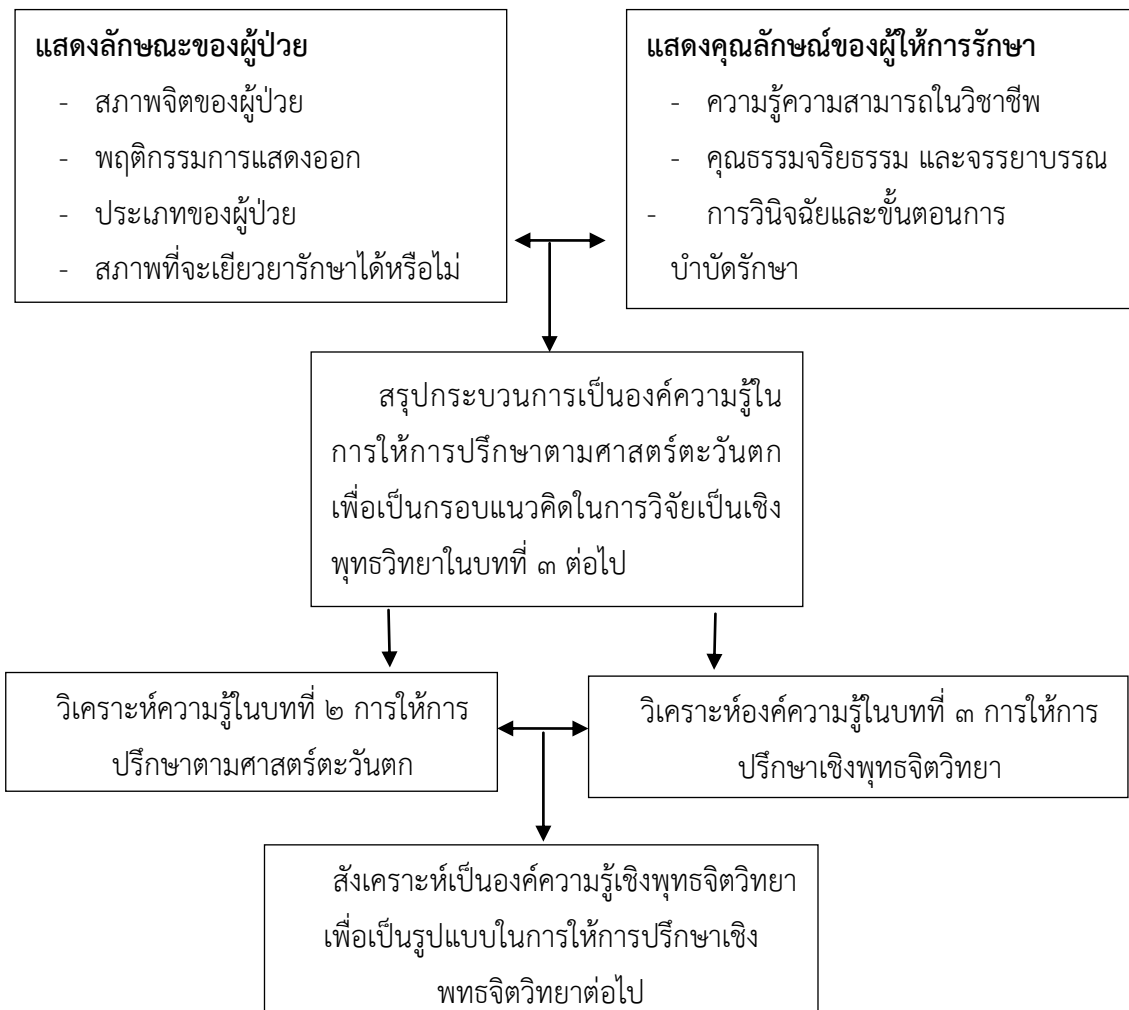 แสดงลักษณะของผู้ป่วย
- สภาพจิตของผู้ป่วย
- พฤติกรรมการแสดงออก
- ประเภทของผู้ป่วย
- สภาพที่จะเยียวยารักษาได้หรือไม่
แสดงคุณลักษณ์ของผู้ให้การรักษา
- ความรู้ความสามารถในวิชาชีพ
- คุณธรรมจริยธรรม และจรรยาบรรณ
- การวินิจฉัยและขั้นตอนการ
บำบัดรักษา
สรุปกระบวนการเป็นองค์ความรู้ใน
การให้การปรึกษาตามศาสตร์ตะวันตก
เพื่อเป็นกรอบแนวคิดในการวิจัยเป็นเชิง
พุทธวิทยาในบทที่ ๓ ต่อไป
วิเคราะห์ความรู้ในบทที่ ๒ การให้การ
ปรึกษาตามศาสตร์ตะวันตก
วิเคราะห์องค์ความรู้ในบทที่ ๓ การให้การ
ปรึกษาเชิงพุทธจิตวิทยา
สังเคราะห์เป็นองค์ความรู้เชิงพุทธจิตวิทยา
เพื่อเป็นรูปแบบในการให้การปรึกษาเชิง
พทธจิตวิทยาต่อไป